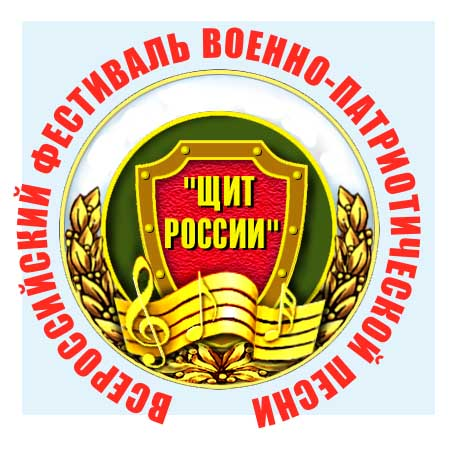 ВСЕРОССИЙСКИЙ ФЕСТИВАЛЬ ВОЕННО-ПАТРИОТИЧЕСКОЙ ПЕСНИ
"ЩИТ
РОССИИ"